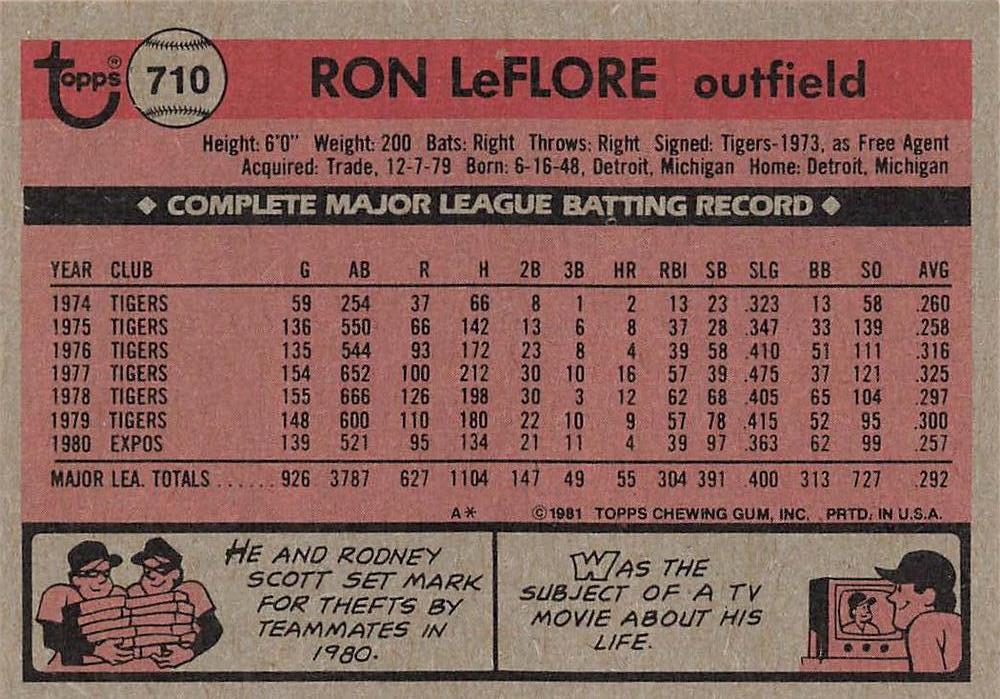 Topps® 710 RON LeFLORE outfield
Height: 6'0" Weight: 200 Bats: Right Throws: Right Signed: Tigers-1973, as Free Agent
Acquired: Trade, 12-7-79 Born: 6-16-48, Detroit, Michigan Home: Detroit, Michigan
◆ COMPLETE MAJOR LEAGUE BATTING RECORD ◆
YEAR CLUB G AB R H 2B 3B HR RBI SB SLG BB SO AVG
1974 TIGERS 59 254 37 66 8 1 2 13 23 .323 13 58 .260
1975 TIGERS 136 550 66 142 13 6 8 37 28 .347 33 139 .258
1976 TIGERS 135 544 93 172 23 8 4 39 58 .410 51 111 .316
1977 TIGERS 154 652 100 212 30 10 16 57 39 .475 37 121 .325
1978 TIGERS 155 666 126 198 30 3 12 62 68 .405 65 104 .297
1979 TIGERS 148 600 110 180 22 10 9 57 78 .415 52 95 .300
1980 EXPOS 139 521 95 134 21 11 4 39 97 .363 62 99 .257
MAJOR LEA. TOTALS ...... 926 3787 627 1104 147 49 55 304 391 .400 313 727 .292
A* ©1981 TOPPS CHEWING GUM, INC. PRTD. IN U.S.A.
HE AND RODNEY
SCOTT SET MARK
FOR THEFTS BY
TEAMMATES IN
1980.
WAS THE
SUBJECT OF A TV
MOVIE ABOUT HIS
LIFE.